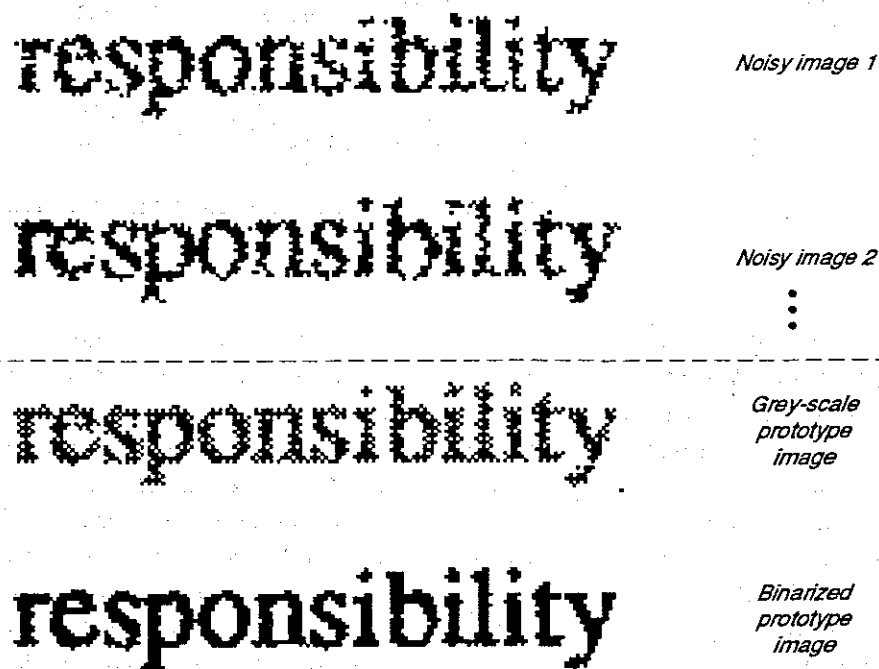 responsibility Noisy image 1
responsibility Noisy image 2
responsibility Grey-scale
prototype
image
responsibility Binarized
prototype
image